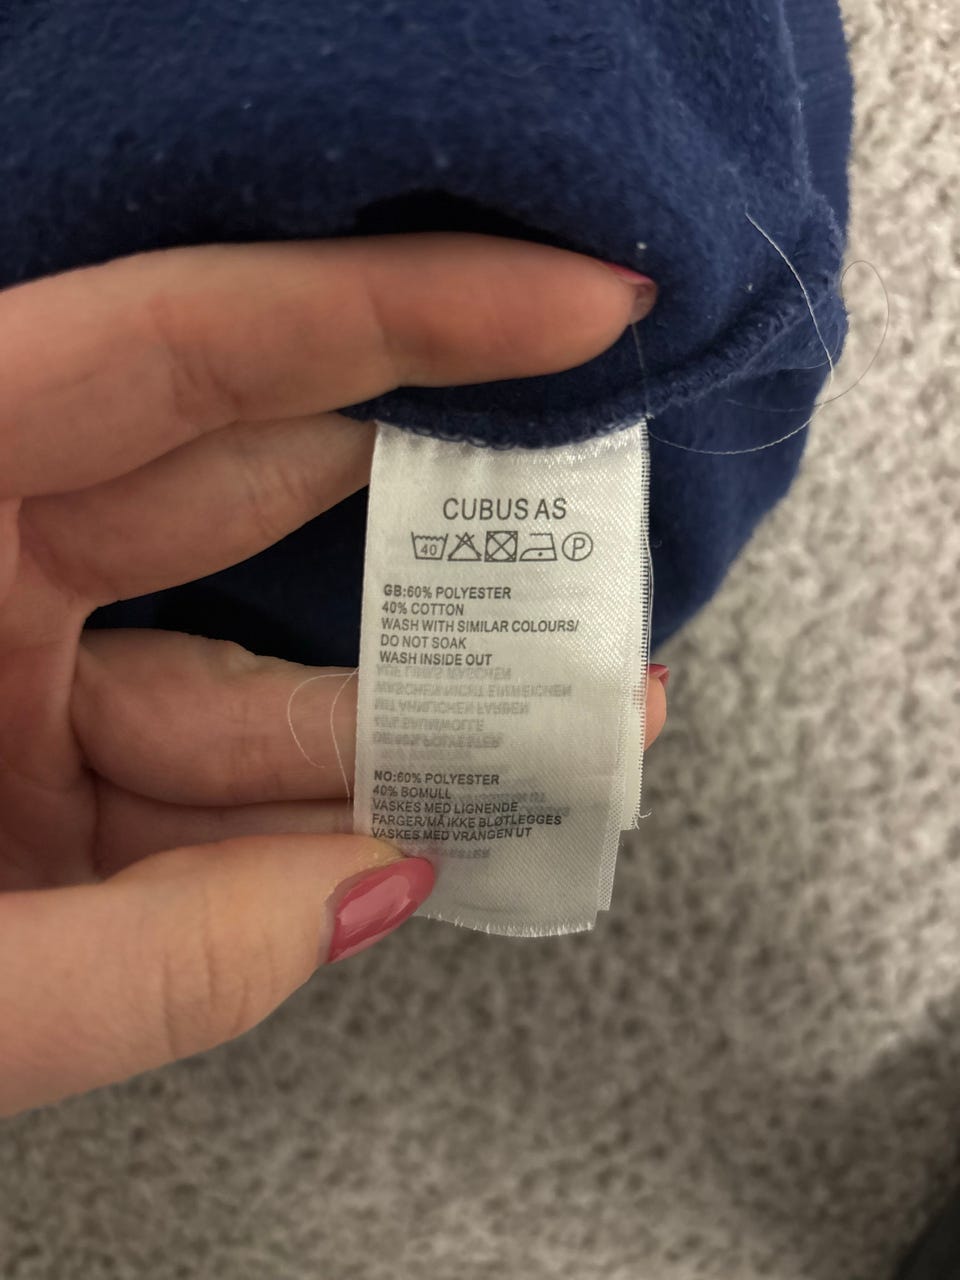 CUBUS AS
40 P
GB:60% POLYESTER
40% COTTON
WASH WITH SIMILAR COLOURS/
DO NOT SOAK
WASH INSIDE OUT
NO:60% POLYESTER
40% BOMULL
VASKES MED LIGNENDE
FARGER/MÅ IKKE BLØTLEGGES
VASKES MED VRANGEN UT